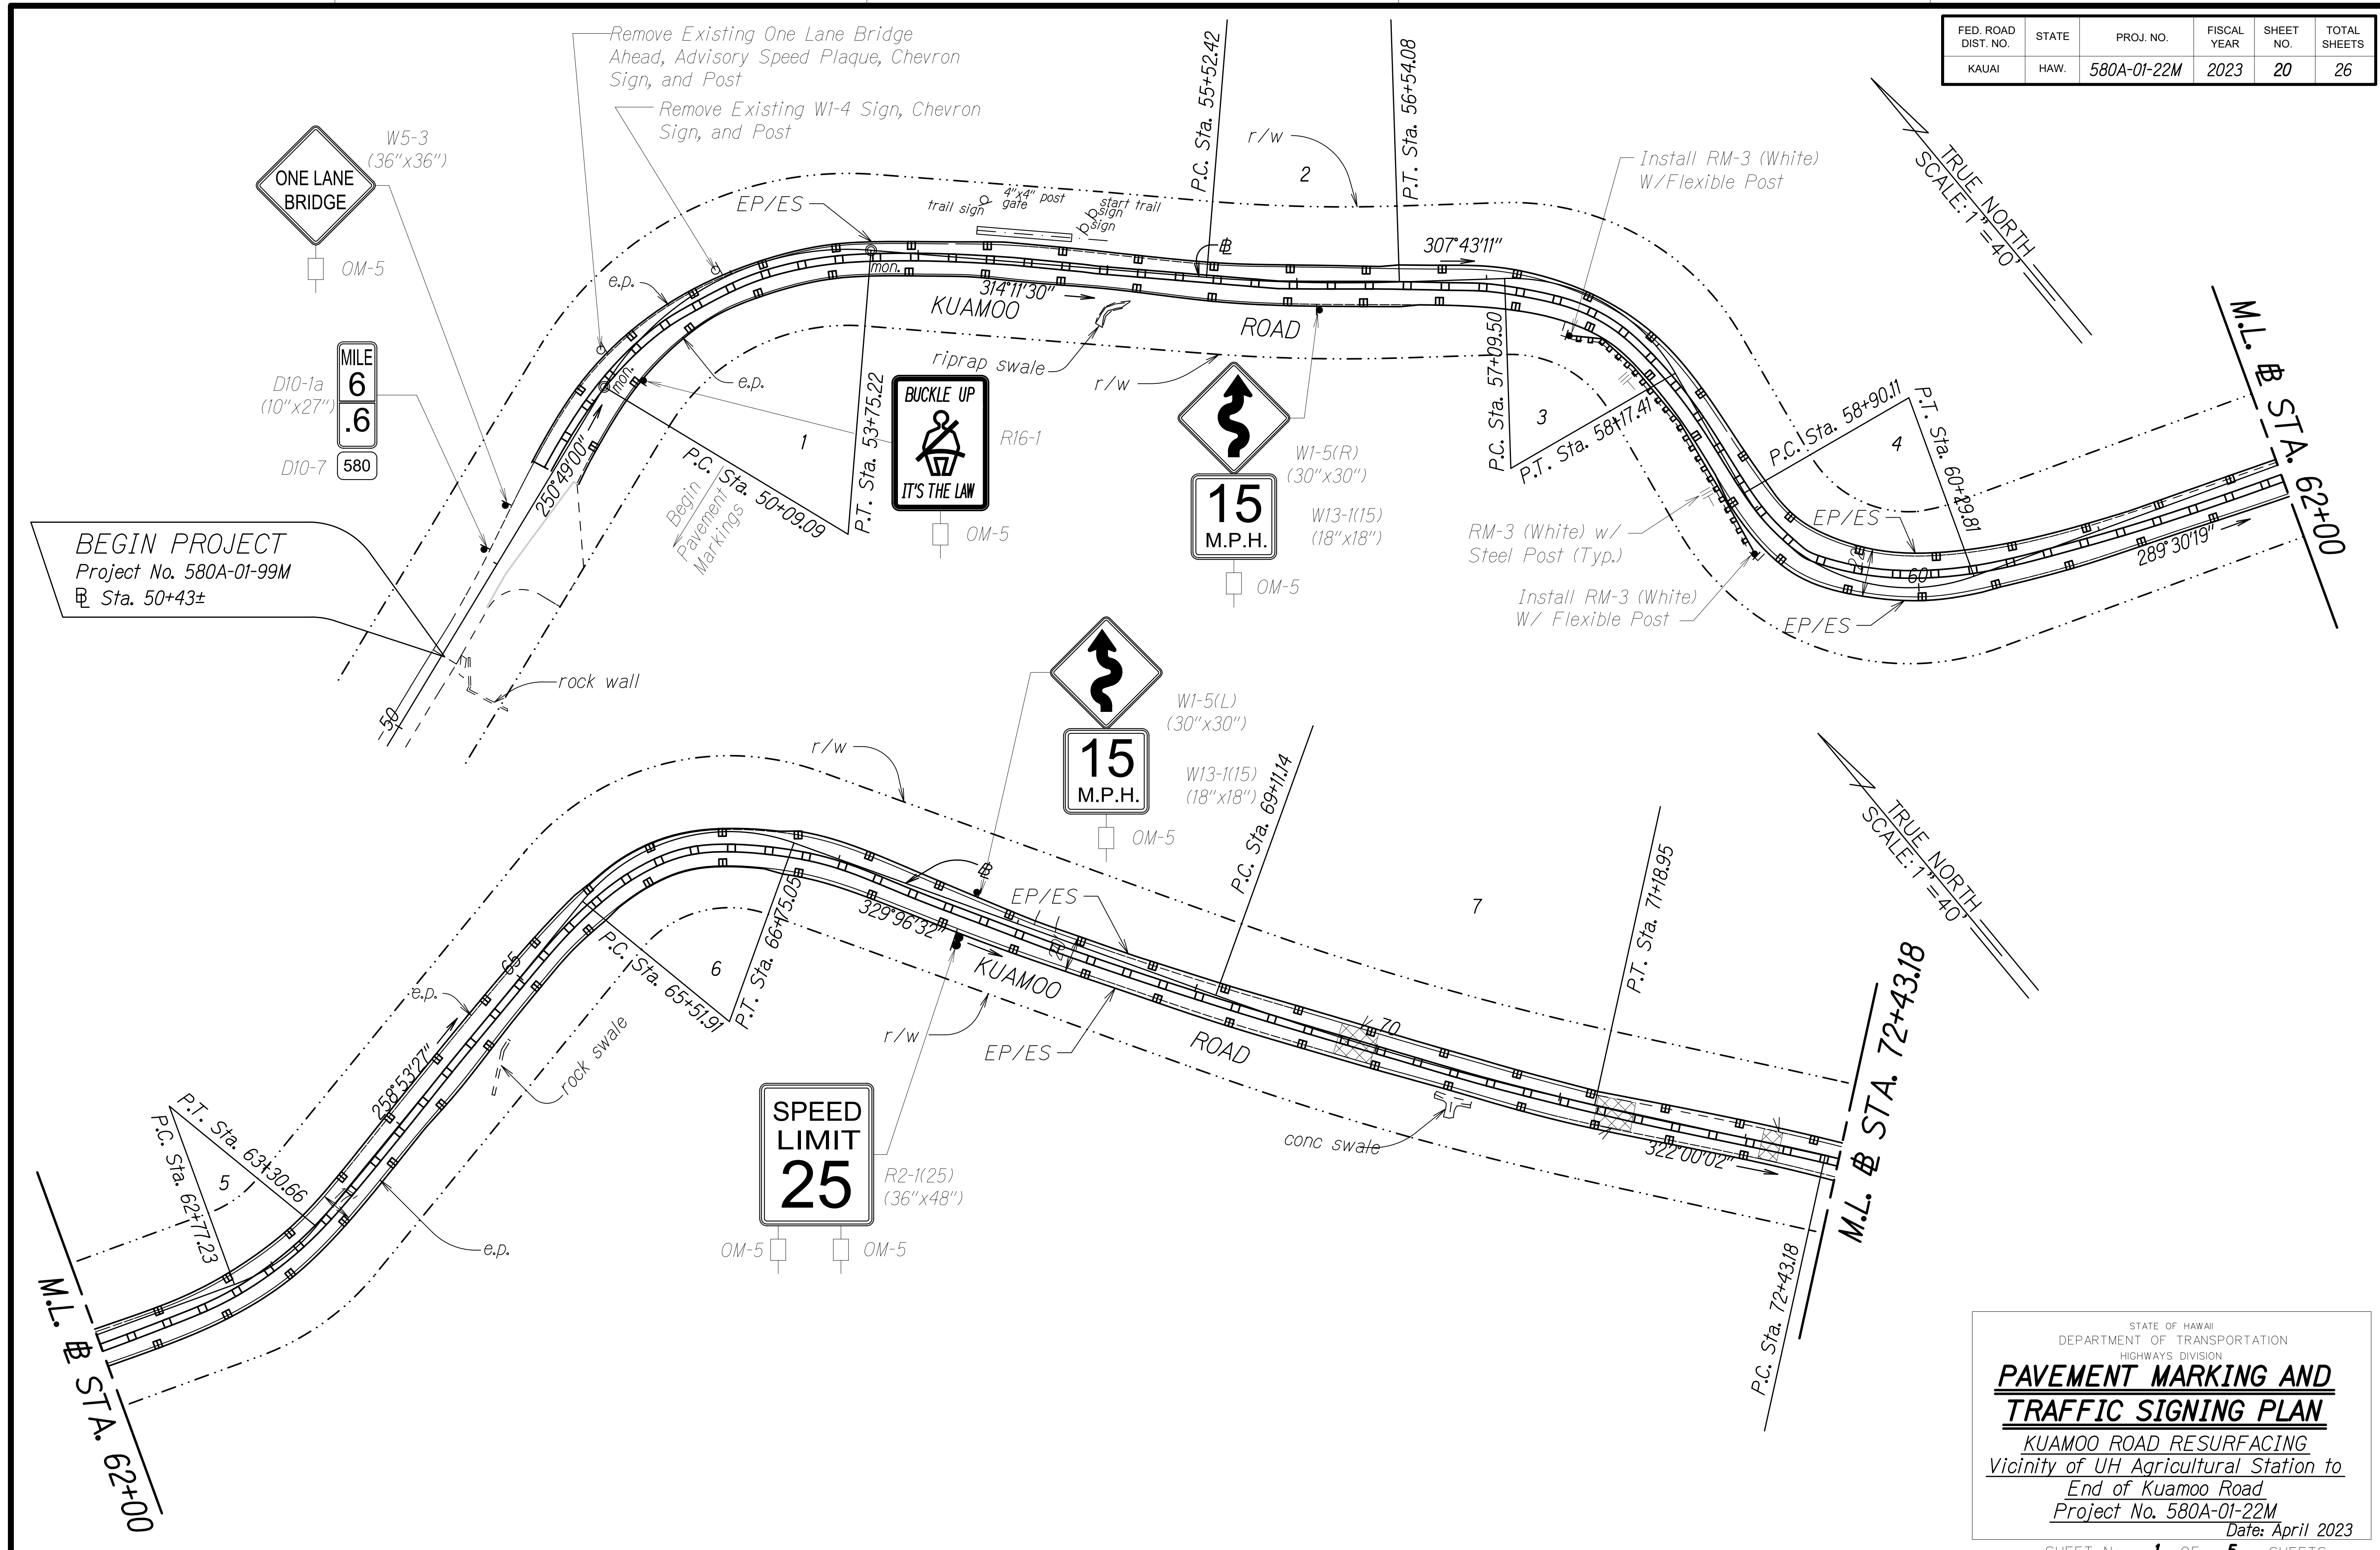 FED. ROAD DIST. NO. STATE PROJ. NO. FISCAL YEAR SHEET NO. TOTAL SHEETS
KAUAI HAW. 580A-01-22M 2023 20 26
Remove Existing One Lane Bridge
Ahead, Advisory Speed Plaque, Chevron
Sign, and Post
Remove Existing W1-4 Sign, Chevron
Sign, and Post
W5-3
(36"x36")
ONE LANE
BRIDGE
OM-5
MILE
6
.6
D10-1a
(10"x27")
D10-7
580
BEGIN PROJECT
Project No. 580A-01-99M
BL Sta. 50+43±
50
rock wall
250°49'00"
e.p.
mon.
EP/ES
mon.
e.p.
trail sign
gate
4"x4" post
start trail
sign
sign
P.C. Sta. 55+52.42
r/w
2
P.T. Sta. 56+54.08
BL
314°11'30"
KUAMOO
ROAD
307°43'11"
riprap swale
r/w
Begin
Pavement
Markings
P.C. Sta. 50+09.09
1
P.T. Sta. 53+75.22
BUCKLE UP
IT'S THE LAW
R16-1
OM-5
15
M.P.H.
W1-5(R)
(30"x30")
W13-1(15)
(18"x18")
OM-5
Install RM-3 (White)
W/Flexible Post
P.C. Sta. 57+09.50
3
P.T. Sta. 58+17.41
RM-3 (White) w/
Steel Post (Typ.)
Install RM-3 (White)
W/ Flexible Post
P.C. Sta. 58+90.11
4
P.T. Sta. 60+29.81
EP/ES
60
EP/ES
289°30'19"
M.L. BL STA. 62+00
TRUE NORTH
SCALE: 1"=40'
M.L. BL STA. 62+00
P.C. Sta. 62+77.23
5
P.T. Sta. 63+30.66
258°53'27"
e.p.
65
e.p.
rock swale
P.C. Sta. 65+51.91
6
P.T. Sta. 66+75.05
r/w
15
M.P.H.
W1-5(L)
(30"x30")
W13-1(15)
(18"x18")
OM-5
BL
329°96'32"
EP/ES
KUAMOO
ROAD
r/w
EP/ES
SPEED
LIMIT
25
R2-1(25)
(36"x48")
OM-5
OM-5
P.C. Sta. 69+11.14
7
P.T. Sta. 71+18.95
70
conc swale
322°00'02"
P.C. Sta. 72+43.18
M.L. BL STA. 72+43.18
TRUE NORTH
SCALE: 1"=40'
STATE OF HAWAII
DEPARTMENT OF TRANSPORTATION
HIGHWAYS DIVISION
PAVEMENT MARKING AND
TRAFFIC SIGNING PLAN
KUAMOO ROAD RESURFACING
Vicinity of UH Agricultural Station to
End of Kuamoo Road
Project No. 580A-01-22M
Date: April 2023
SHEET No. 1 OF 5 SHEETS